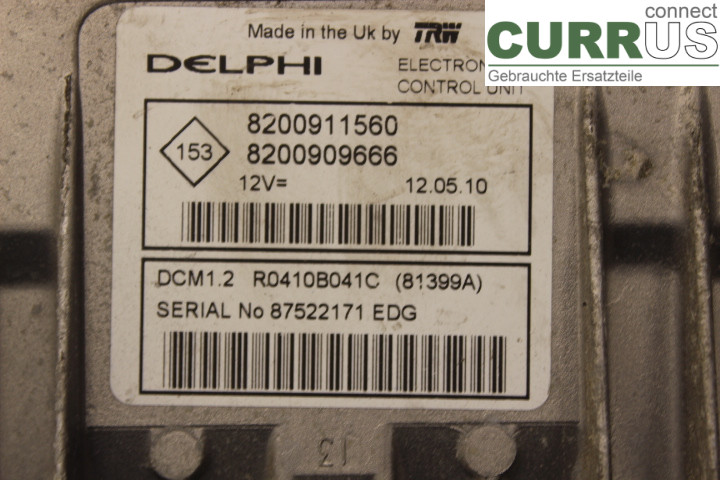 connect
CURRUS
Gebrauchte Ersatzteile
Made in the Uk by TRW
DELPHI
CONTROL UNIT
8200911560
153
8200909666
12V=
12.05.10
DCM1.2 R0410B041C (81399A)
SERIAL No 87522171 EDG
13